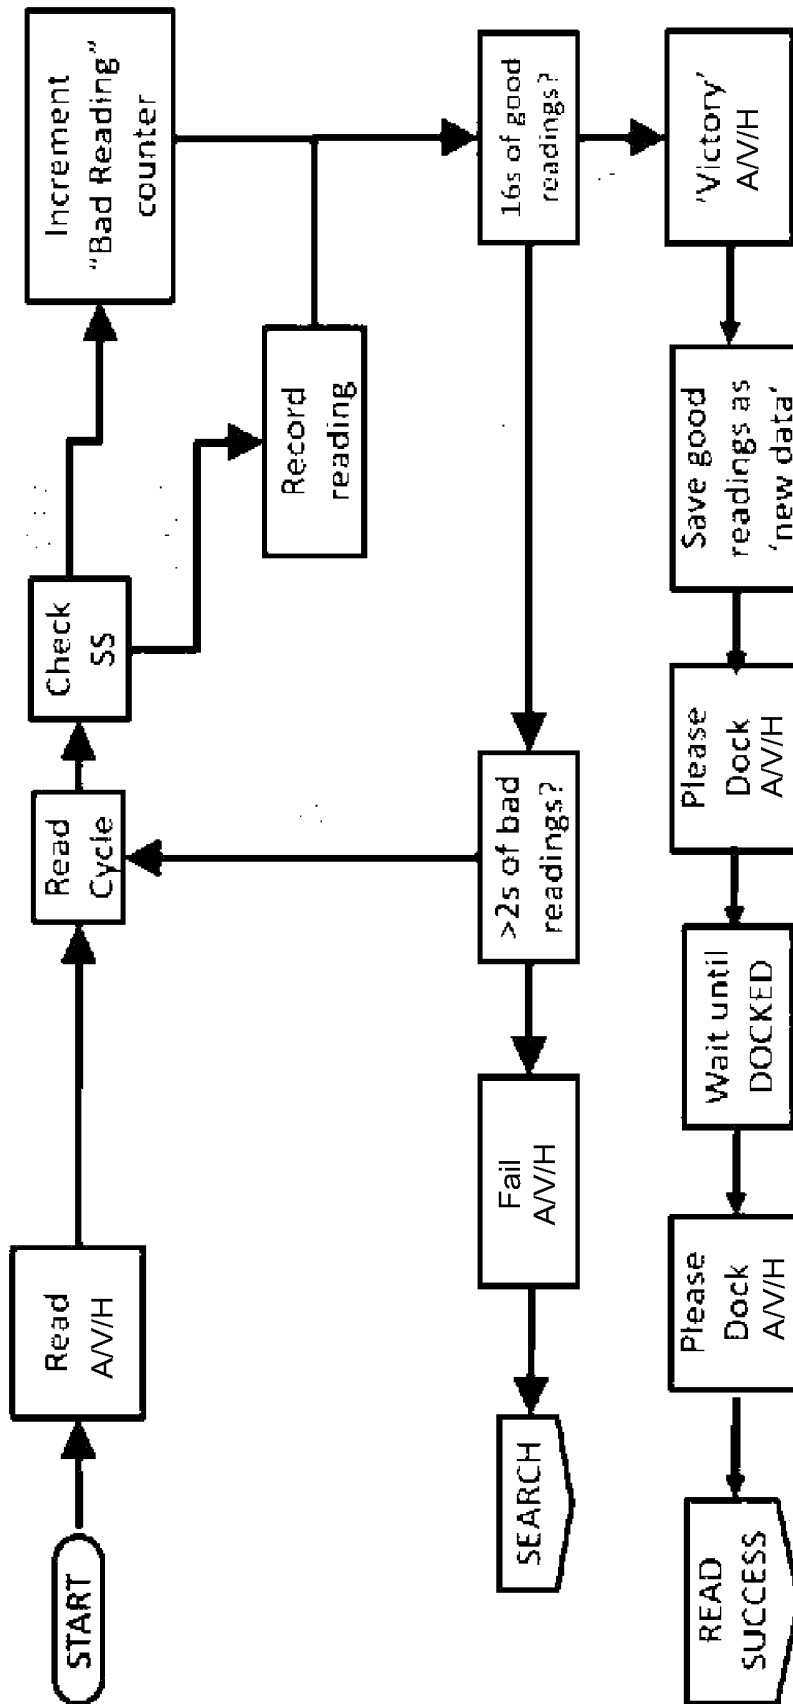 START
Read
A/V/H
Read
Cycle
Check
SS
Increment
"Bad Reading"
counter
Record
reading
SEARCH
Fail
A/V/H
>2s of bad
readings?
16s of good
readings?
READ
SUCCESS
Please
Dock
A/V/H
Wait until
DOCKED
Please
Dock
A/V/H
Save good
readings as
'new data'
'Victory'
A/V/H